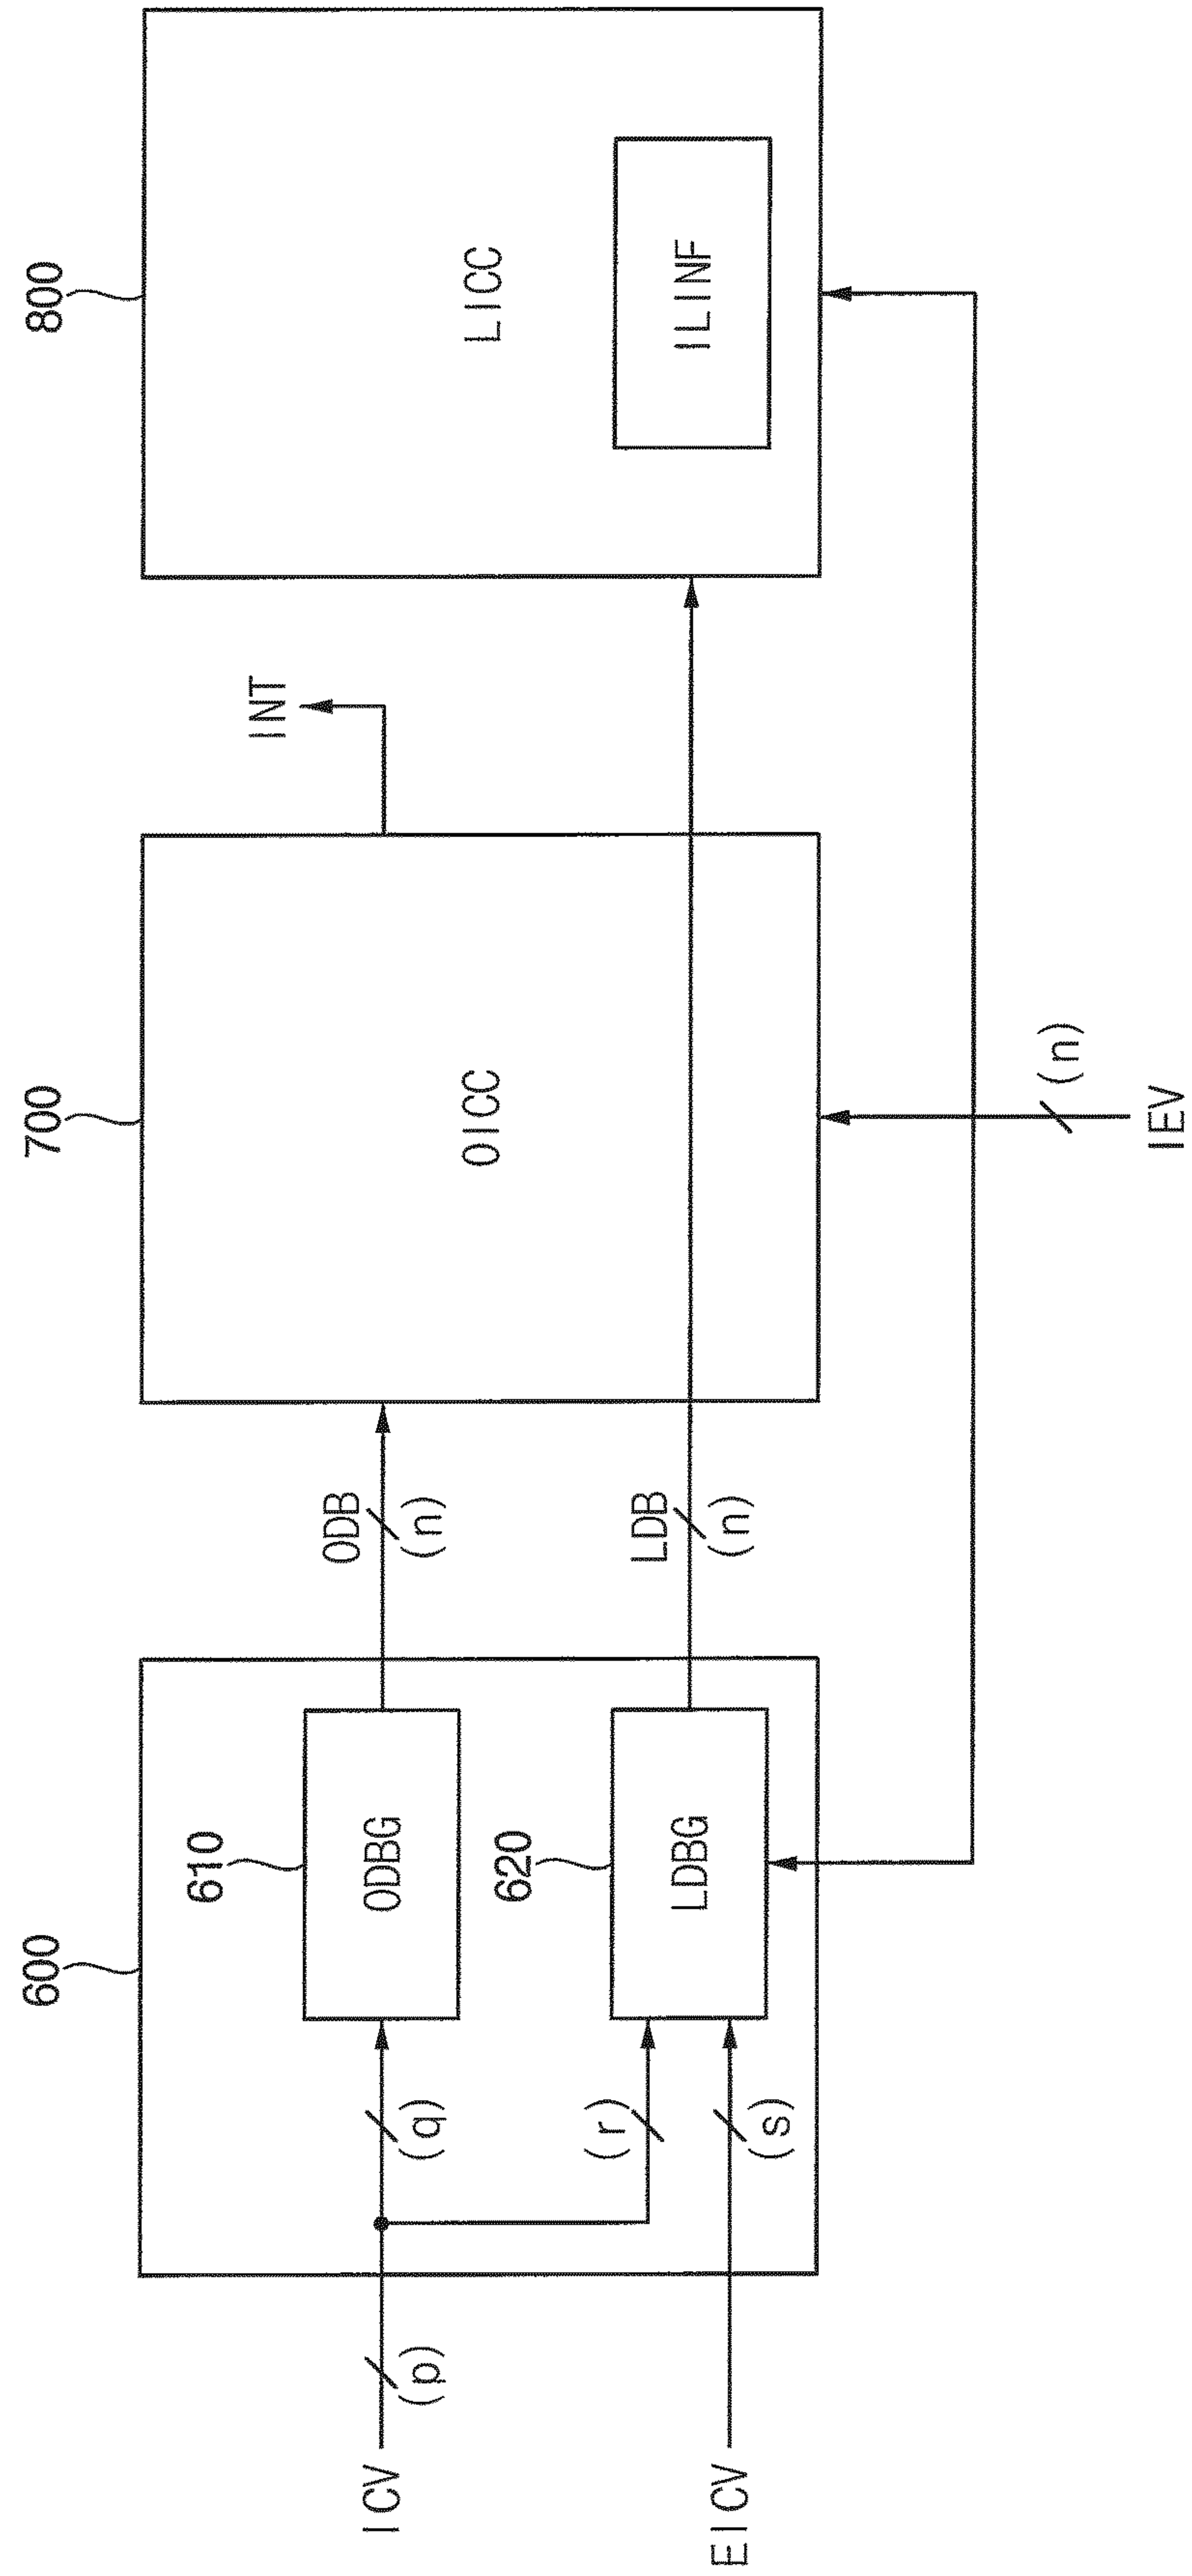 600
700
800
610
ODBG
ODB
(n)
INT
ICV
(p)
(q)
OICC
LICC
(r)
620
LDBG
LDB
(n)
ILINF
EICV
(s)
(n)
IEV